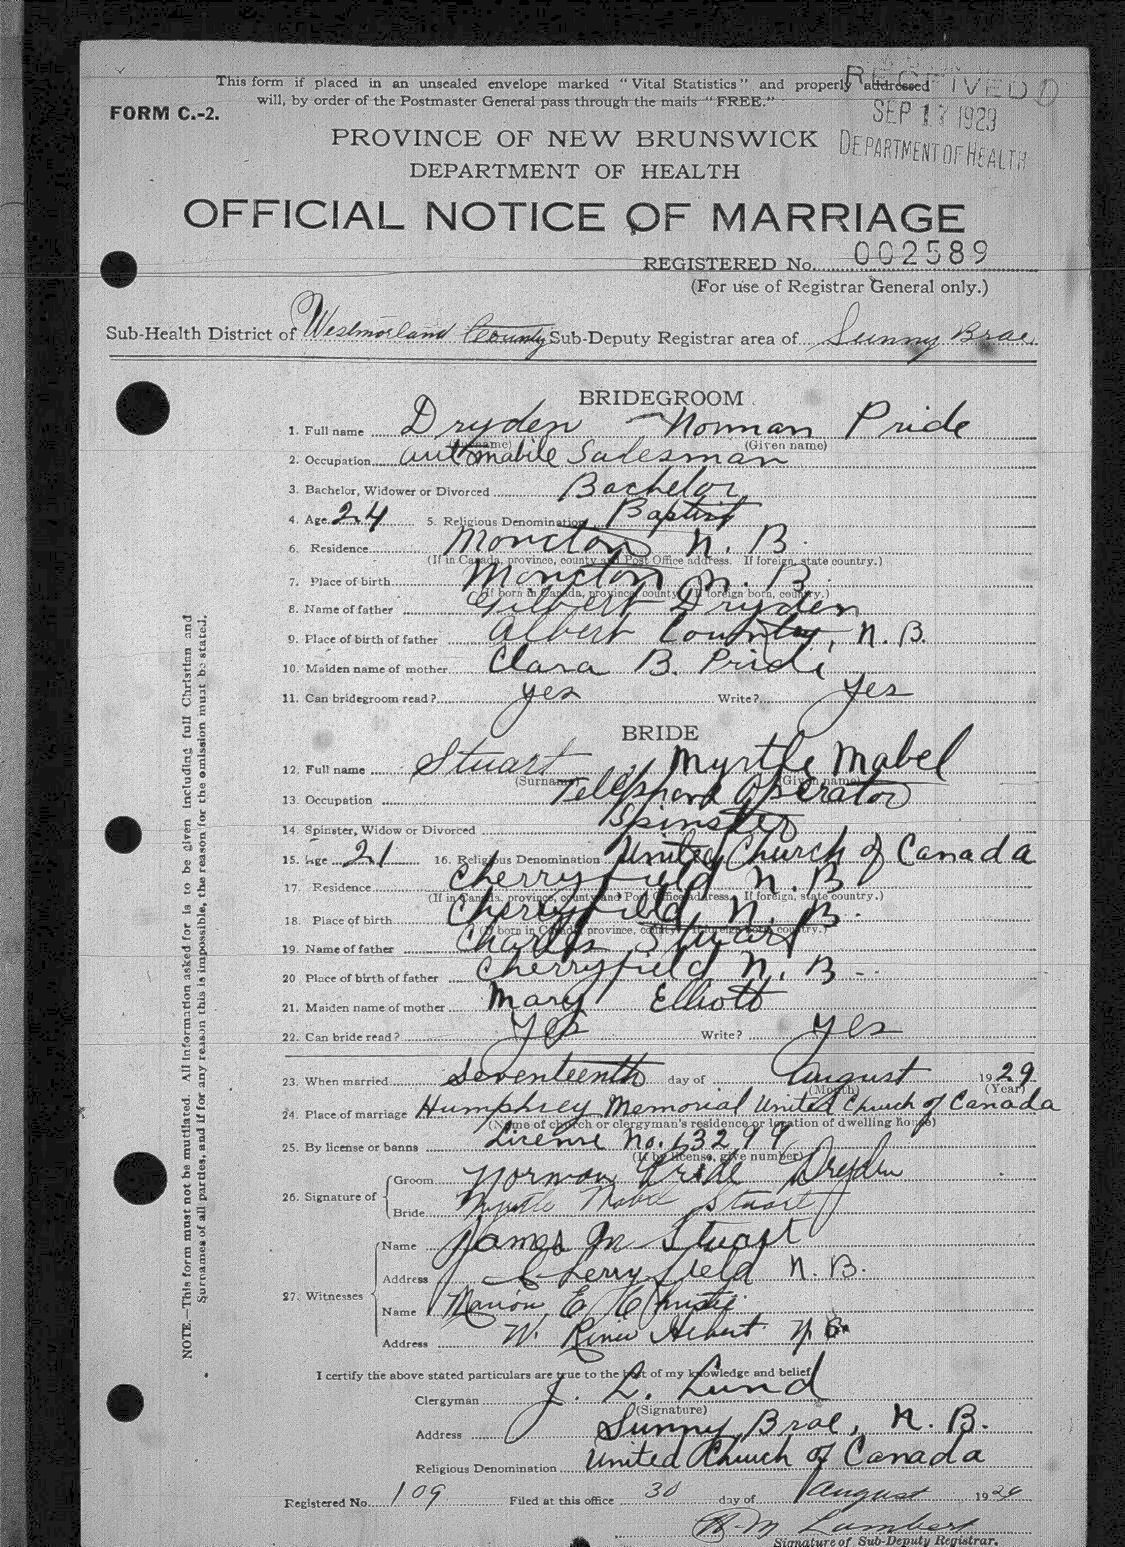 This form if placed in an unsealed envelope marked "Vital Statistics" and properly addressed
will, by order of the Postmaster General pass through the mails "FREE."
RECEIVED
SEP 17 1929
DEPARTMENT OF HEALTH
FORM C.-2.
PROVINCE OF NEW BRUNSWICK
DEPARTMENT OF HEALTH
OFFICIAL NOTICE OF MARRIAGE
REGISTERED No. 002589
(For use of Registrar General only.)
Sub-Health District of Westmorland County Sub-Deputy Registrar area of Sunny Brae
BRIDEGROOM
1. Full name Dryden Norman Pride
(Surname) (Given name)
2. Occupation automobile Salesman
3. Bachelor, Widower or Divorced Bachelor
4. Age 24 5. Religious Denomination Baptist
6. Residence Moncton N. B.
(If in Canada, province, county and Post Office address. If foreign, state country.)
7. Place of birth Moncton N. B.
(If born in Canada, province, county. If foreign born, country.)
8. Name of father Gilbert Dryden
9. Place of birth of father Albert County, N. B.
10. Maiden name of mother Clara B. Pride
11. Can bridegroom read? yes Write? Yes
BRIDE
12. Full name Stuart Myrtle Mabel
(Surname) (Given name)
13. Occupation Telephone Operator
14. Spinster, Widow or Divorced Spinster
15. Age 21 16. Religious Denomination United Church of Canada
17. Residence Cherryfield N. B
(If in Canada, province, county and Post Office address. If foreign, state country.)
18. Place of birth Cherryfield, N. B.
(If born in Canada, province, county. If foreign born, country.)
19. Name of father Charles Stuart
20 Place of birth of father Cherryfield N. B
21. Maiden name of mother Mary Elliott
22. Can bride read? Yes Write? Yes
23. When married seventeenth day of August 1929
(Month) (Year)
24. Place of marriage Humphrey Memorial United Church of Canada
(Name of church or clergyman's residence or location of dwelling house)
25. By license or banns License No. 13299
(If by license, give number)
26. Signature of Groom Norman Pride Dryden
Bride Myrtle Mabel Stuart
27. Witnesses
Name James M Stuart
Address Cherryfield N. B.
Name Marion E Christie
Address W. River Albert N B
I certify the above stated particulars are true to the best of my knowledge and belief
Clergyman J. L. Lund
(Signature)
Address Sunny Brae, N. B.
Religious Denomination United Church of Canada
Registered No. 109 Filed at this office 30 day of August 1929
Lambert
Signature of Sub-Deputy Registrar.
NOTE.—This form must not be mutilated. All information asked for is to be given including full Christian and
Surnames of all parties, and if for any reason this is impossible, the reason for the omission must be stated.